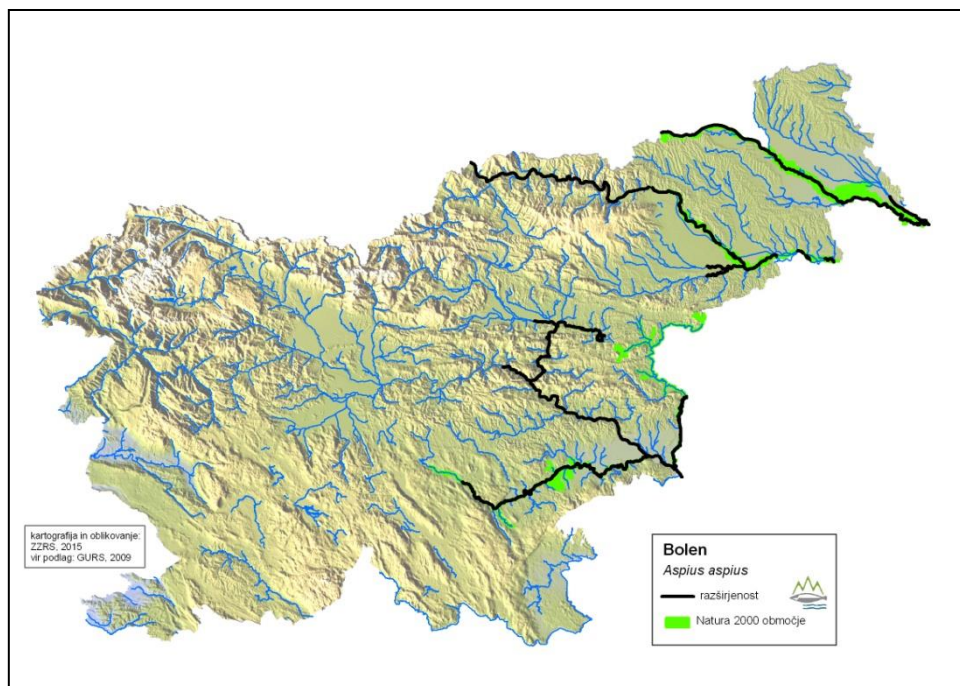 kartografija in oblikovanje:
ZZRS, 2015
vir podlag: GURS, 2009
Bolen
Aspius aspius
razširjenost
Natura 2000 območje